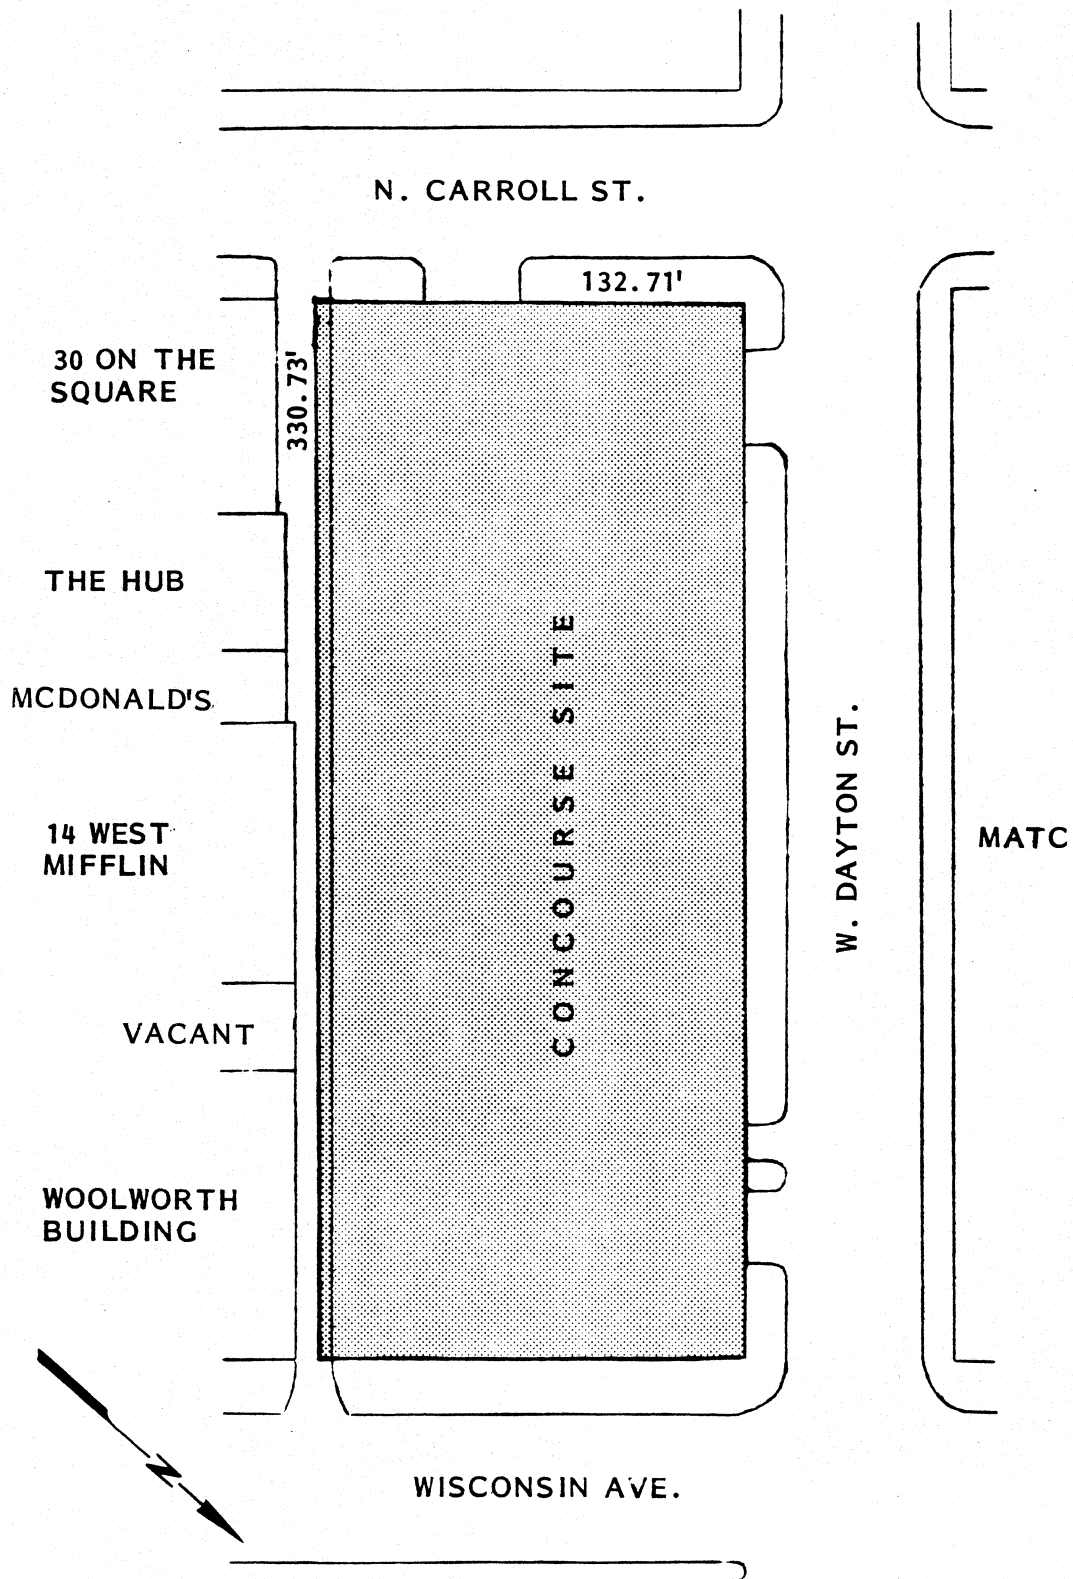 N. CARROLL ST.
132.71'
30 ON THE
SQUARE
330.73'
THE HUB
MCDONALD'S
CONCOURSE SITE
W. DAYTON ST.
14 WEST
MIFFLIN
MATC
VACANT
WOOLWORTH
BUILDING
N
WISCONSIN AVE.